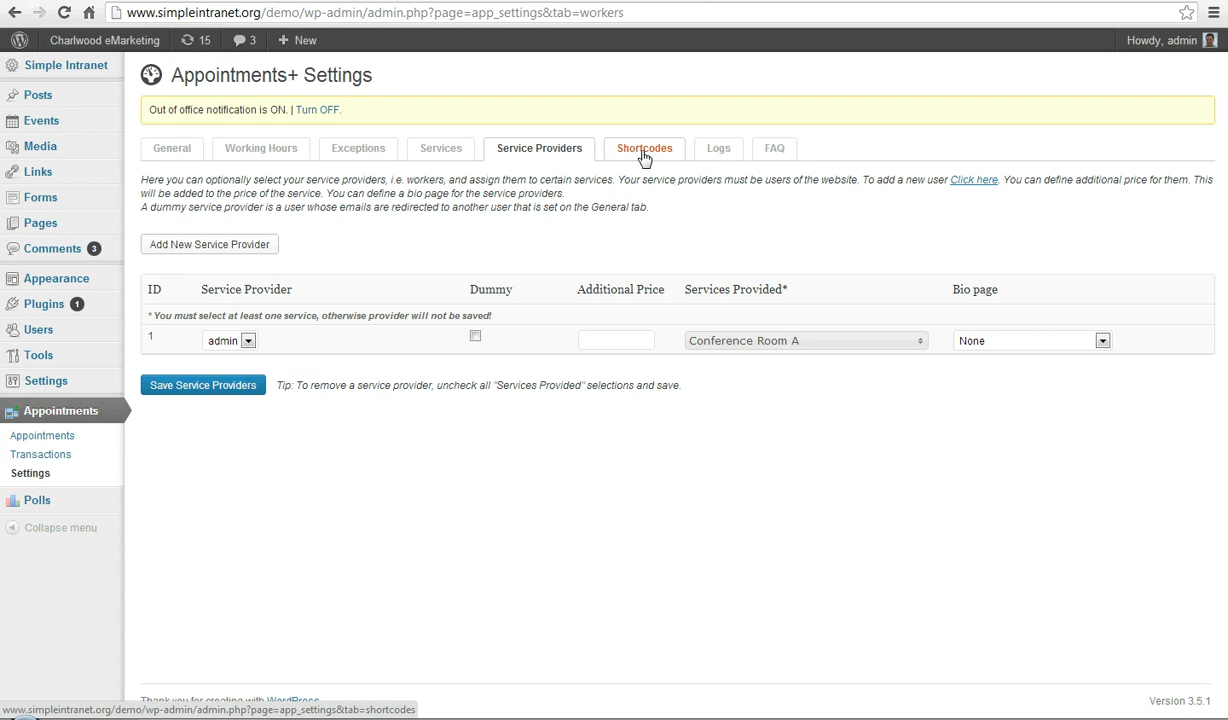 www.simpleintranet.org/demo/wp-admin/admin.php?page=app_settings&tab=workers
Charlwood eMarketing 15 3 + New Howdy, admin
Simple Intranet
Posts
Events
Media
Links
Forms
Pages
Comments 3
Appearance
Plugins 1
Users
Tools
Settings
Appointments
Appointments
Transactions
Settings
Polls
Collapse menu
Appointments+ Settings
Out of office notification is ON. | Turn OFF.
General Working Hours Exceptions Services Service Providers Shortcodes Logs FAQ
Here you can optionally select your service providers, i.e. workers, and assign them to certain services. Your service providers must be users of the website. To add a new user Click here. You can define additional price for them. This
will be added to the price of the service. You can define a bio page for the service providers.
A dummy service provider is a user whose emails are redirected to another user that is set on the General tab.
Add New Service Provider
ID Service Provider Dummy Additional Price Services Provided* Bio page
* You must select at least one service, otherwise provider will not be saved!
1 admin Conference Room A None
Save Service Providers Tip: To remove a service provider, uncheck all "Services Provided" selections and save.
Thank you for creating with WordPress
Version 3.5.1
www.simpleintranet.org/demo/wp-admin/admin.php?page=app_settings&tab=shortcodes